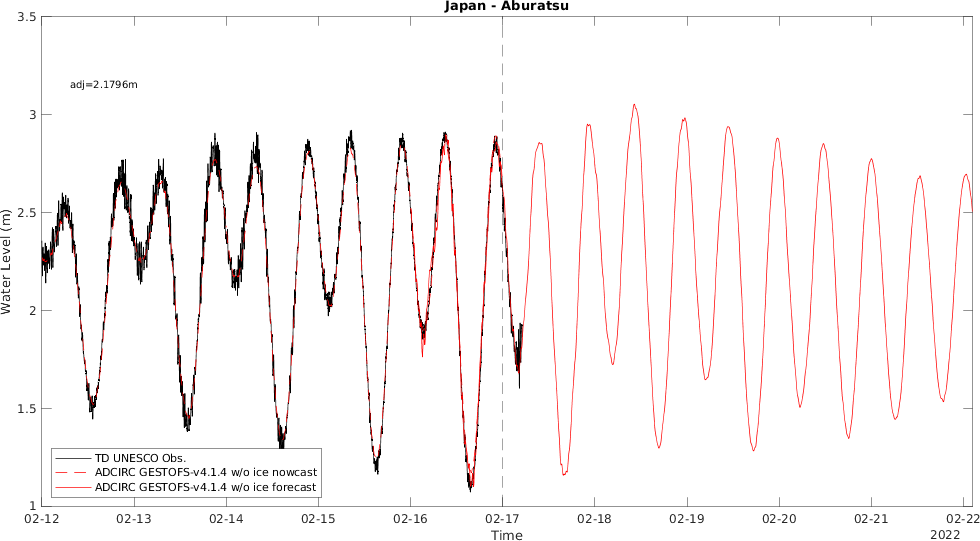 Japan - Aburatsu
3.5
adj=2.1796m
3
2.5
Water Level (m)
2
1.5
TD UNESCO Obs.
ADCIRC GESTOFS-v4.1.4 w/o ice nowcast
ADCIRC GESTOFS-v4.1.4 w/o ice forecast
1
02-12 02-13 02-14 02-15 02-16 02-17 02-18 02-19 02-20 02-21 02-22
Time 2022